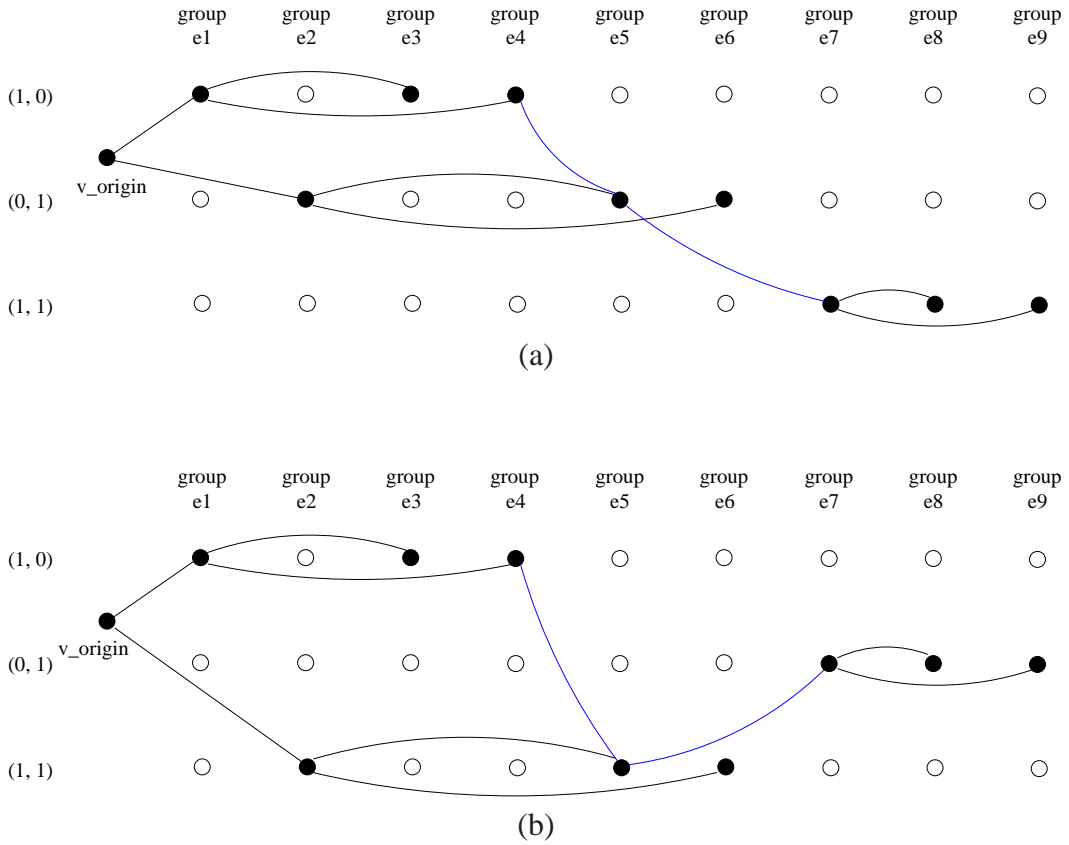 group group group group group group group group group
e1 e2 e3 e4 e5 e6 e7 e8 e9
(1, 0)
v_origin
(0, 1)
(1, 1)
(a)
group group group group group group group group group
e1 e2 e3 e4 e5 e6 e7 e8 e9
(1, 0)
v_origin
(0, 1)
(1, 1)
(b)